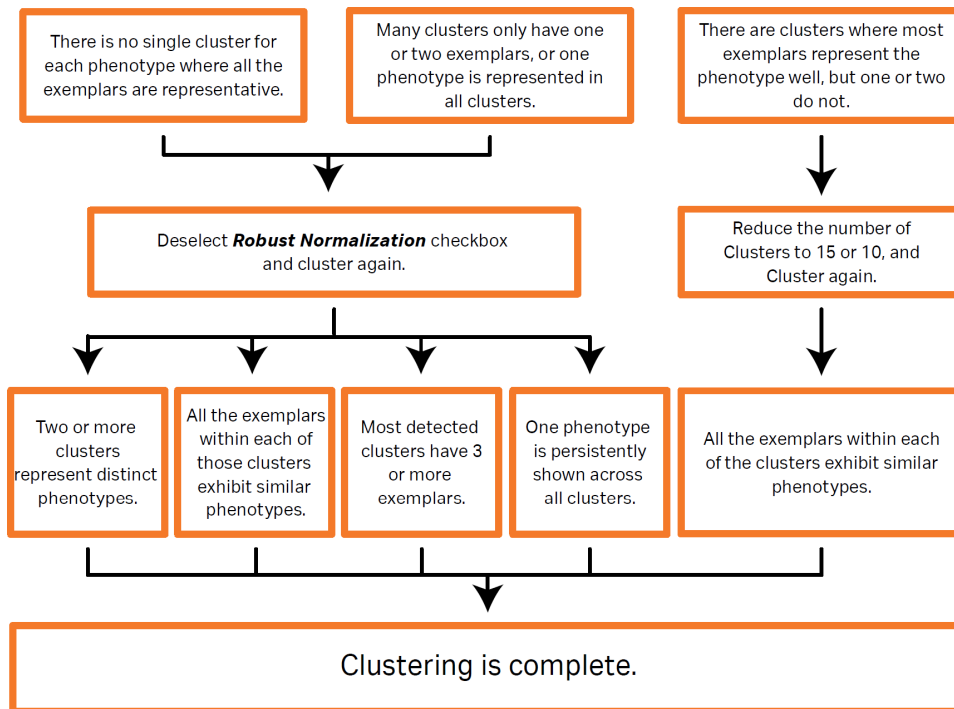 There is no single cluster for
each phenotype where all the
exemplars are representative.
Many clusters only have one
or two exemplars, or one
phenotype is represented in
all clusters.
There are clusters where most
exemplars represent the
phenotype well, but one or two
do not.
Deselect Robust Normalization checkbox
and cluster again.
Reduce the number of
Clusters to 15 or 10, and
Cluster again.
Two or more
clusters
represent distinct
phenotypes.
All the exemplars
within each of
those clusters
exhibit similar
phenotypes.
Most detected
clusters have 3
or more
exemplars.
One phenotype
is persistently
shown across
all clusters.
All the exemplars within each
of the clusters exhibit similar
phenotypes.
Clustering is complete.